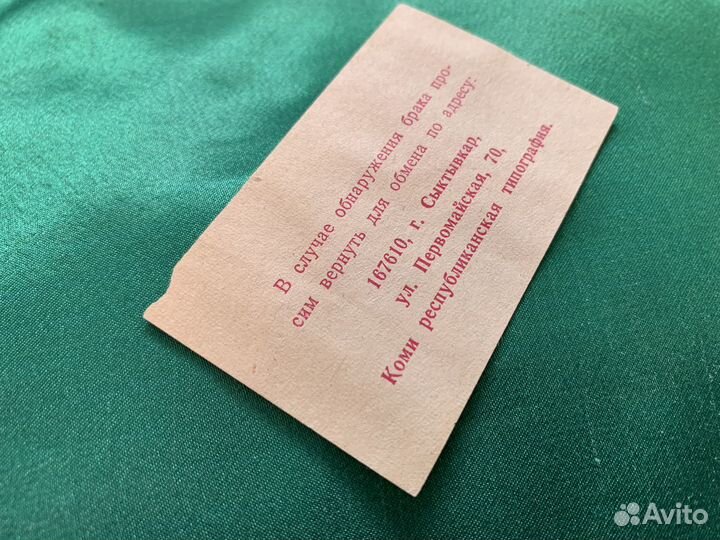 В случае обнаружения брака про-
сим вернуть для обмена по адресу:
167610, г. Сыктывкар,
ул. Первомайская, 70,
Коми республиканская типография.
Avito